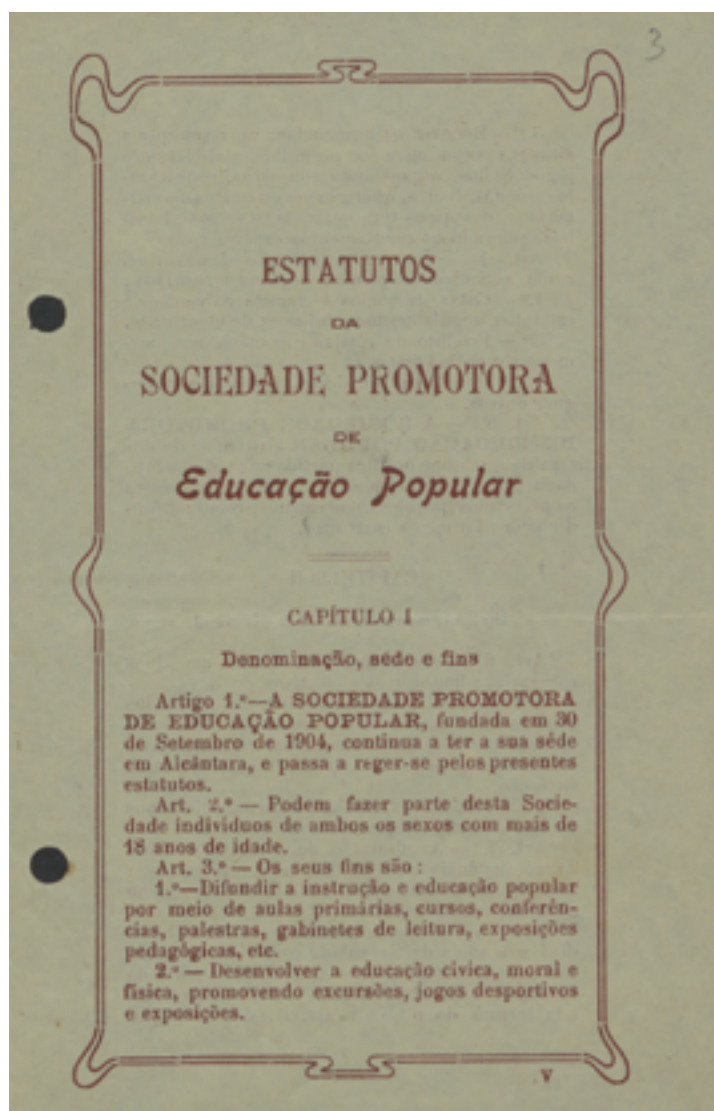 3
ESTATUTOS
DA
SOCIEDADE PROMOTORA
DE
Educação Popular
CAPÍTULO I
Denominação, séde e fins
Artigo 1.º—A SOCIEDADE PROMOTORA
DE EDUCAÇÃO POPULAR, fundada em 30
de Setembro de 1904, continua a ter a sua séde
em Alcântara, e passa a reger-se pelos presentes
estatutos.
Art. 2.º — Podem fazer parte desta Socie-
dade indivíduos de ambos os sexos com mais de
18 anos de idade.
Art. 3.º — Os seus fins são :
1.º—Difundir a instrução e educação popular
por meio de aulas primárias, cursos, conferên-
cias, palestras, gabinetes de leitura, exposições
pedagógicas, etc.
2.º — Desenvolver a educação cívica, moral e
física, promovendo excursões, jogos desportivos
e exposições.
V